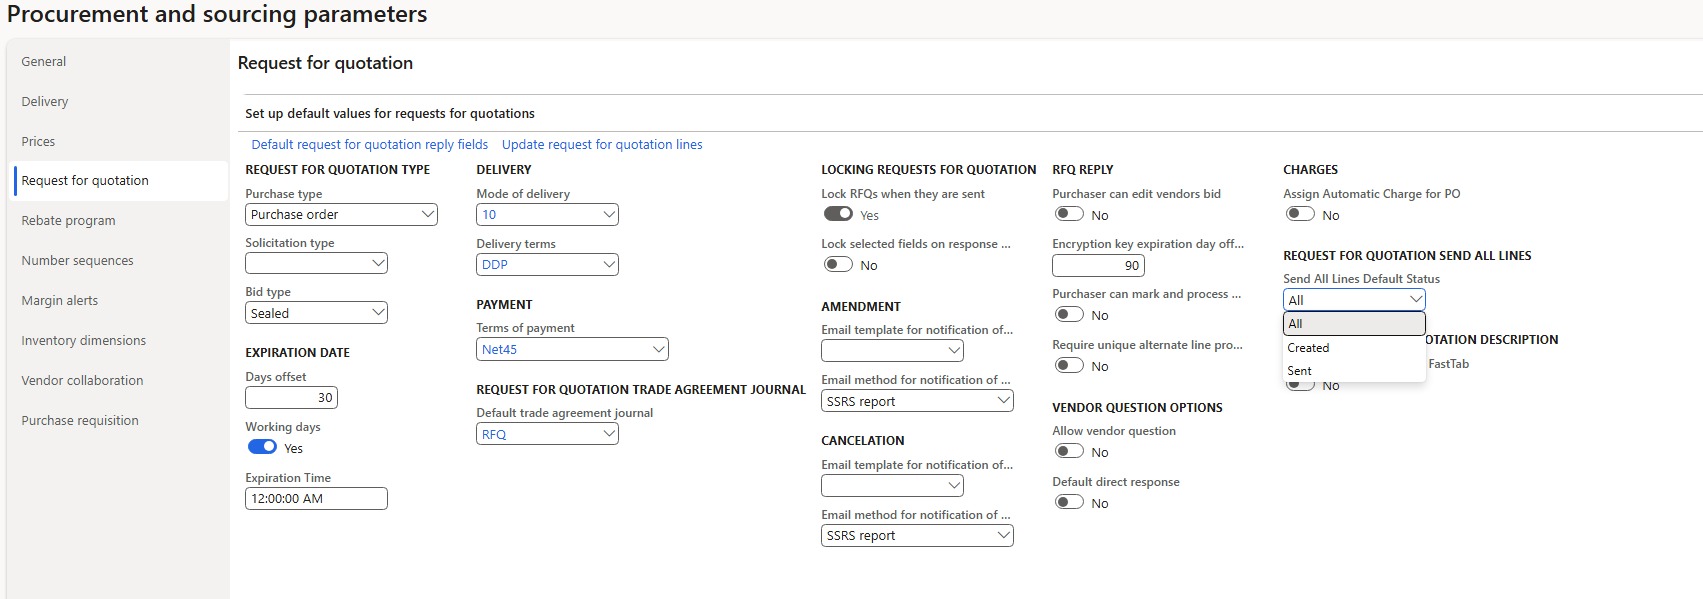 Procurement and sourcing parameters
General
Delivery
Prices
Request for quotation
Rebate program
Number sequences
Margin alerts
Inventory dimensions
Vendor collaboration
Purchase requisition
Request for quotation
Set up default values for requests for quotations
Default request for quotation reply fields
Update request for quotation lines
REQUEST FOR QUOTATION TYPE
Purchase type
Purchase order
Solicitation type
Bid type
Sealed
EXPIRATION DATE
Days offset
30
Working days
Yes
Expiration Time
12:00:00 AM
DELIVERY
Mode of delivery
10
Delivery terms
DDP
PAYMENT
Terms of payment
Net45
REQUEST FOR QUOTATION TRADE AGREEMENT JOURNAL
Default trade agreement journal
RFQ
LOCKING REQUESTS FOR QUOTATION
Lock RFQs when they are sent
Yes
Lock selected fields on response ...
No
AMENDMENT
Email template for notification of...
Email method for notification of ...
SSRS report
CANCELATION
Email template for notification of...
Email method for notification of ...
SSRS report
RFQ REPLY
Purchaser can edit vendors bid
No
Encryption key expiration day off...
90
Purchaser can mark and process ...
No
Require unique alternate line pro...
No
VENDOR QUESTION OPTIONS
Allow vendor question
No
Default direct response
No
CHARGES
Assign Automatic Charge for PO
No
REQUEST FOR QUOTATION SEND ALL LINES
Send All Lines Default Status
All
All
Created
Sent
OTATION DESCRIPTION
FastTab
No